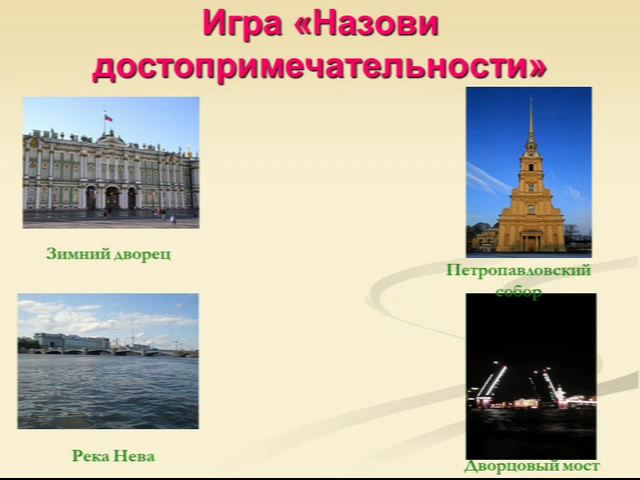 Игра «Назови
достопримечательности»
Зимний дворец
Петропавловский
собор
Река Нева
Дворцовый мост